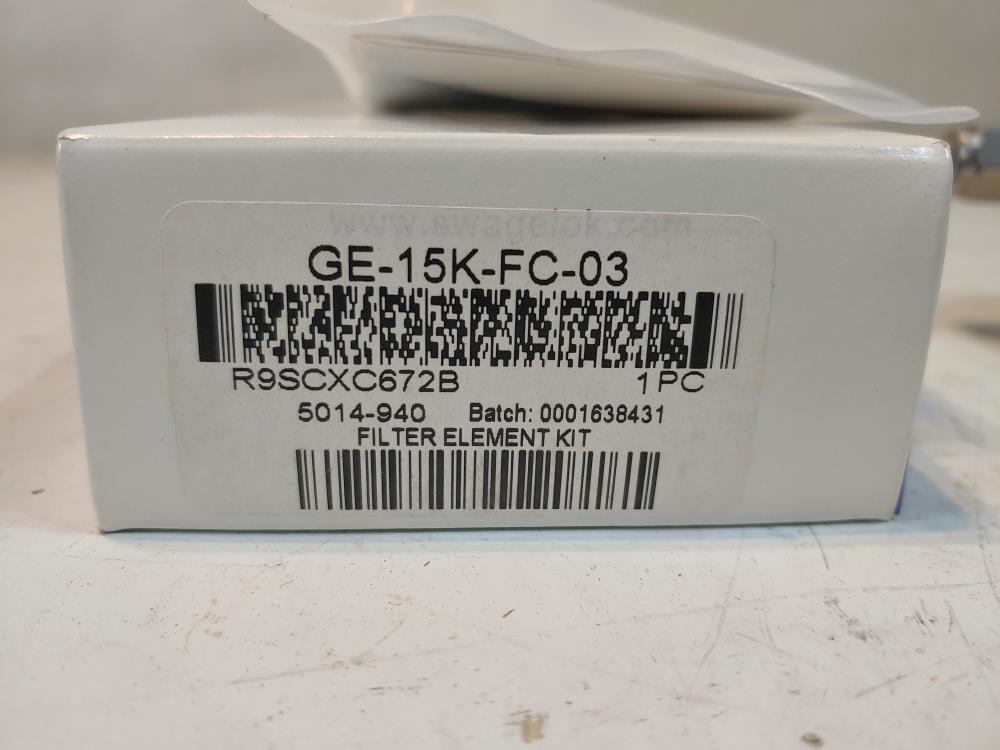 www.swagelok.com
GE-15K-FC-03
R9SCXC672B 1 PC
5014-940 Batch: 0001638431
FILTER ELEMENT KIT